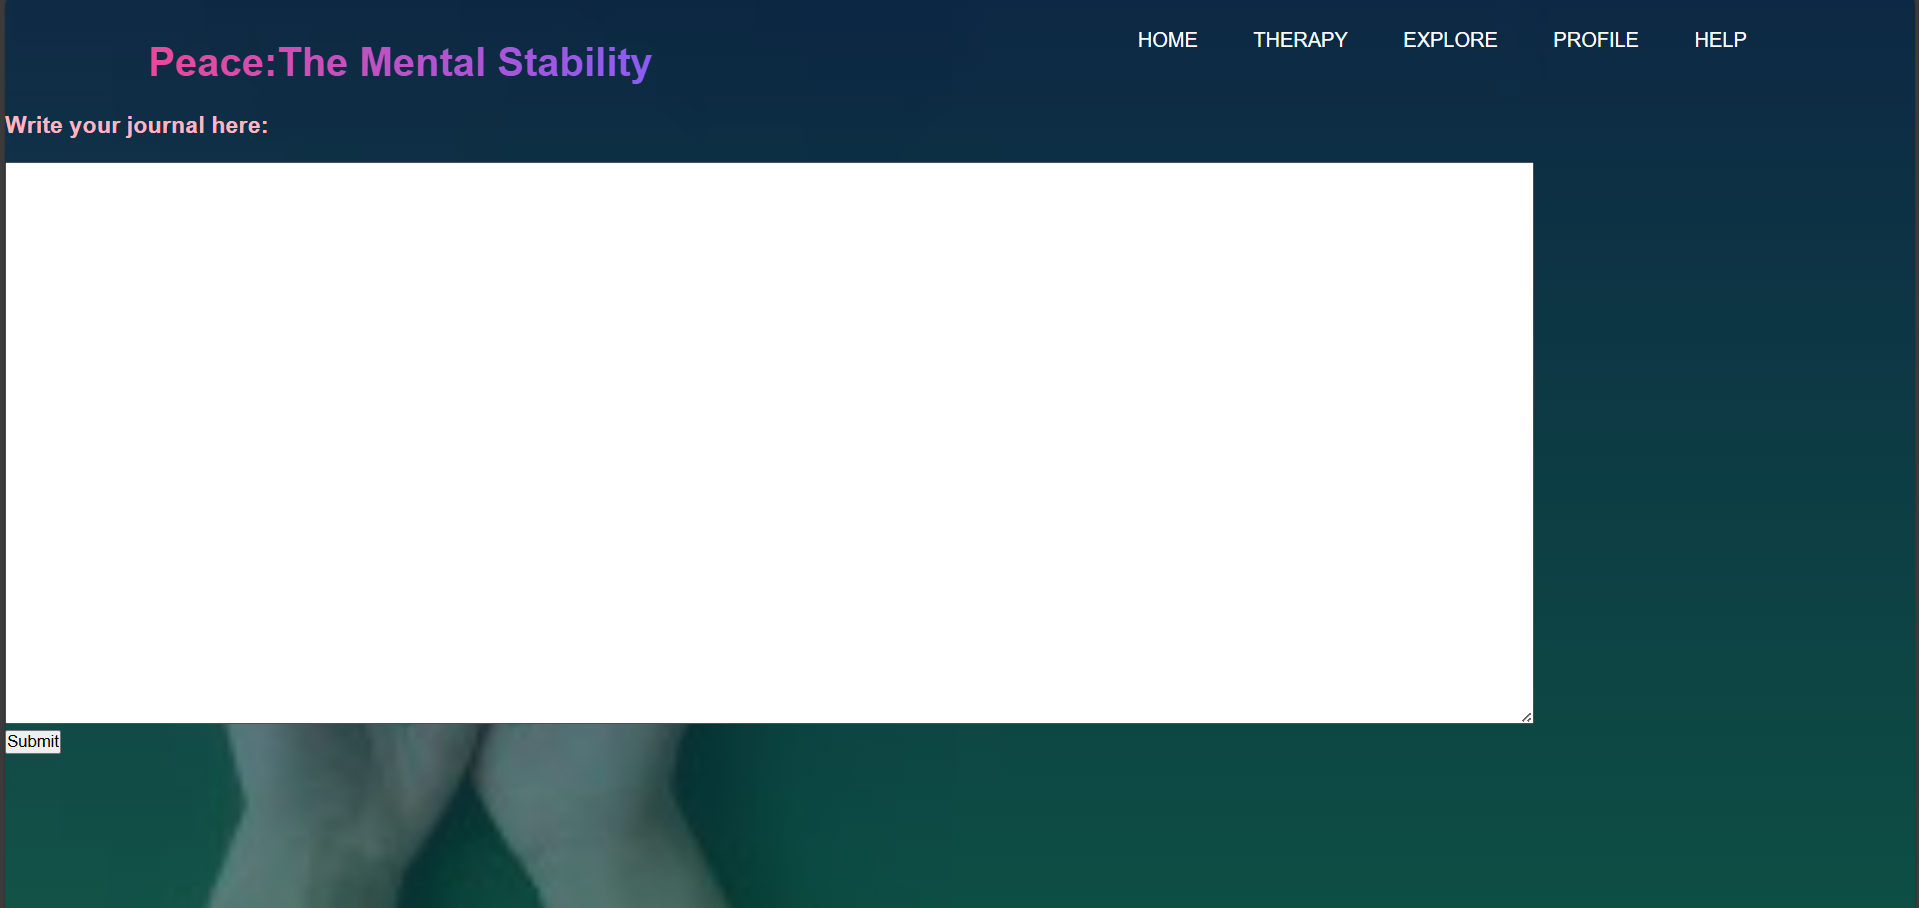 Peace:The Mental Stability
HOME THERAPY EXPLORE PROFILE HELP
Write your journal here:
Submit